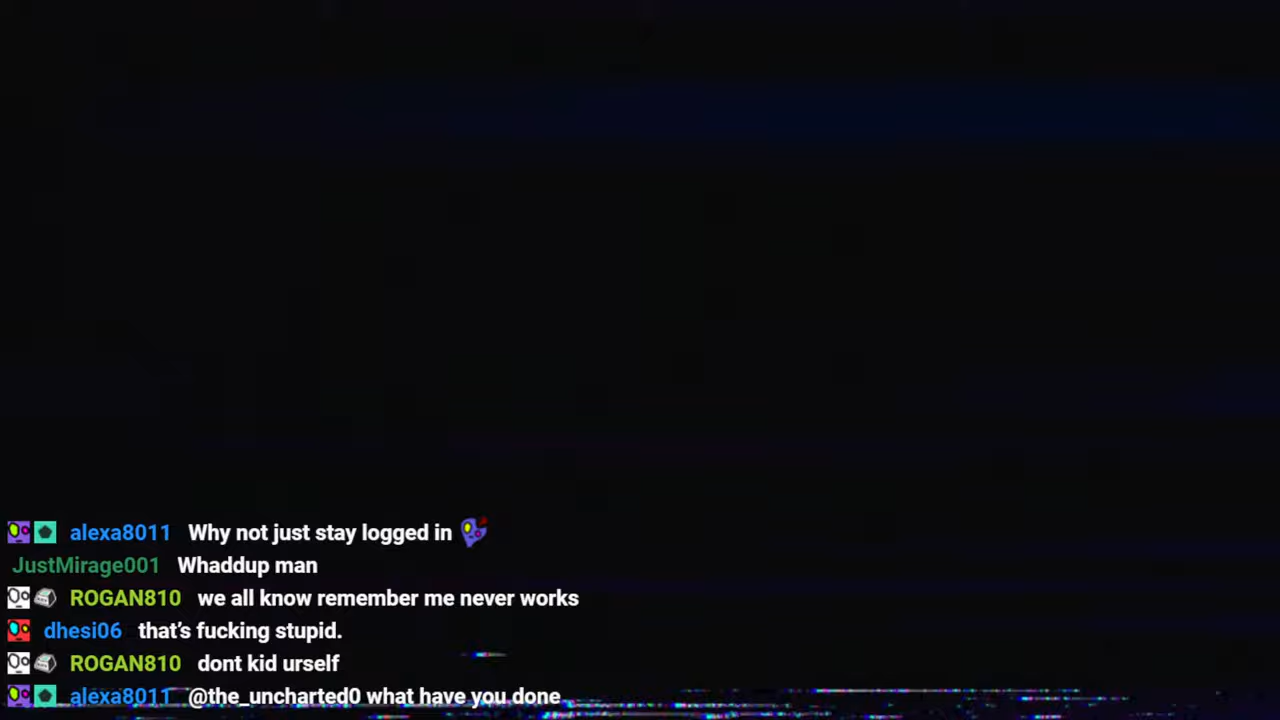 alexa8011 Why not just stay logged in
JustMirage001 Whaddup man
ROGAN810 we all know remember me never works
dhesi06 that’s fucking stupid.
ROGAN810 dont kid urself
alexa8011 @the_uncharted0 what have you done